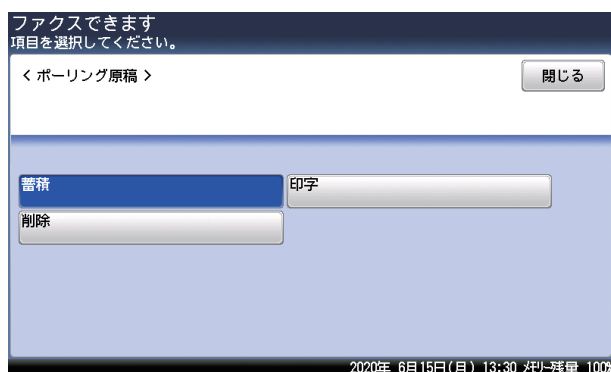 ファクスできます
項目を選択してください。
< ポーリング原稿 >
閉じる
蓄積
印字
削除
2020年 6月15日(月) 13:30 ﾒﾓﾘｰ残量 100%